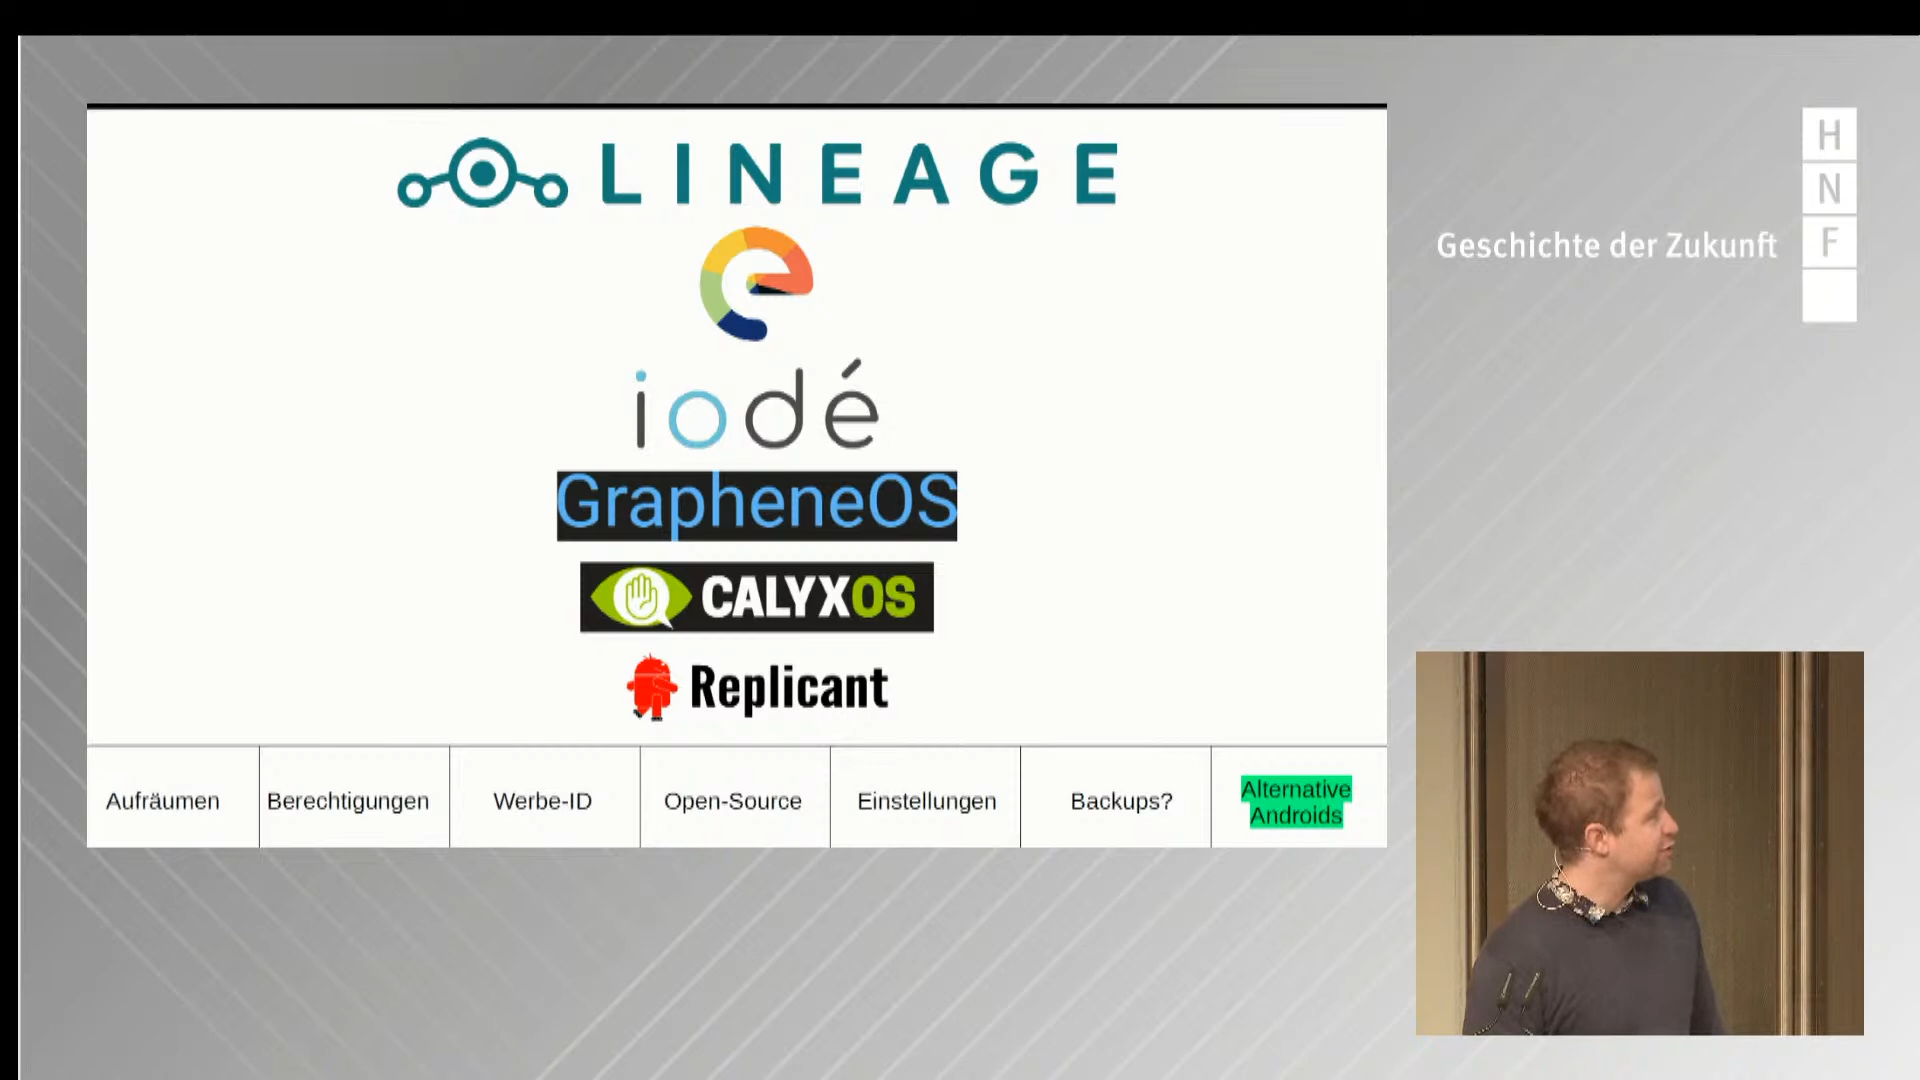 LINEAGE
e
iodé
GrapheneOS
CALYXOS
Replicant
Aufräumen
Berechtigungen
Werbe-ID
Open-Source
Einstellungen
Backups?
Alternative
Androids
Geschichte der Zukunft
H
N
F